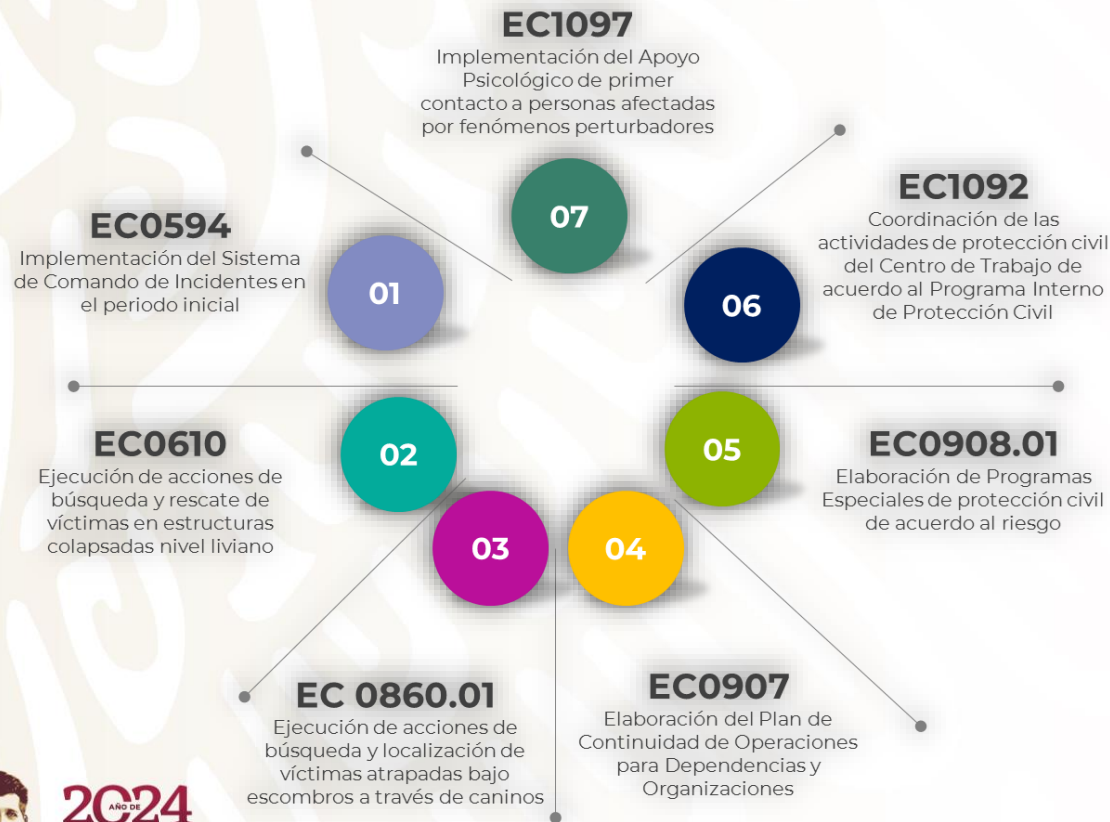 EC1097
Implementación del Apoyo
Psicológico de primer
contacto a personas afectadas
por fenómenos perturbadores
07
EC0594
Implementación del Sistema
de Comando de Incidentes en
el periodo inicial
01
EC1092
Coordinación de las
actividades de protección civil
del Centro de Trabajo de
acuerdo al Programa Interno
de Protección Civil
06
EC0610
Ejecución de acciones de
búsqueda y rescate de
víctimas en estructuras
colapsadas nivel liviano
02
EC0908.01
Elaboración de Programas
Especiales de protección civil
de acuerdo al riesgo
05
03
04
EC 0860.01
Ejecución de acciones de
búsqueda y localización de
víctimas atrapadas bajo
escombros a través de caninos
EC0907
Elaboración del Plan de
Continuidad de Operaciones
para Dependencias y
Organizaciones
2024
AÑO DE